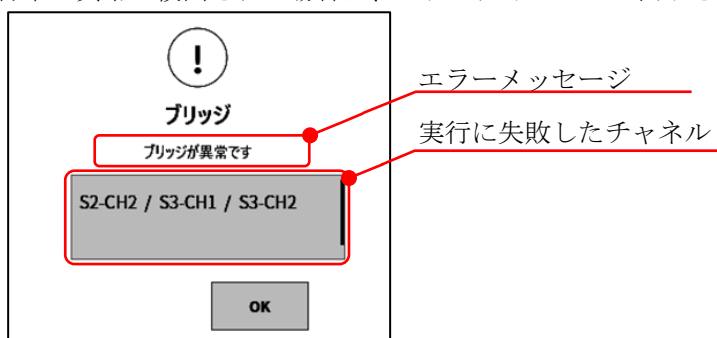 !
ブリッジ
ブリッジが異常です
S2-CH2 / S3-CH1 / S3-CH2
OK
エラーメッセージ
実行に失敗したチャネル